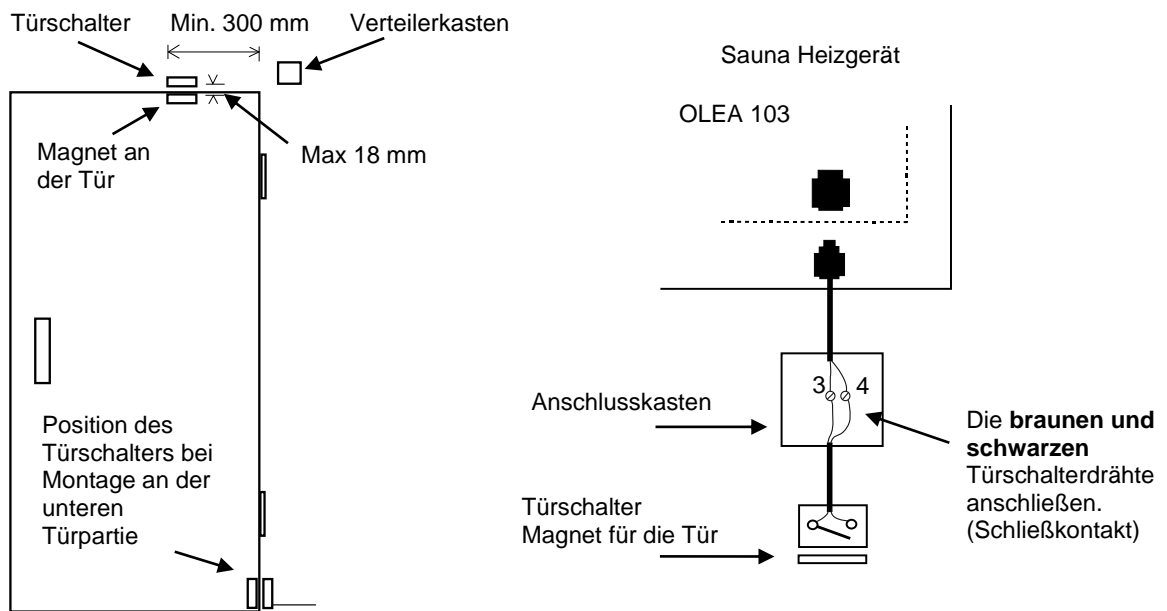 Türschalter
Min. 300 mm
Verteilerkasten
Magnet an
der Tür
Max 18 mm
Position des
Türschalters bei
Montage an der
unteren
Türpartie
Sauna Heizgerät
OLEA 103
3 4
Anschlusskasten
Die braunen und
schwarzen
Türschalterdrähte
anschließen.
(Schließkontakt)
Türschalter
Magnet für die Tür